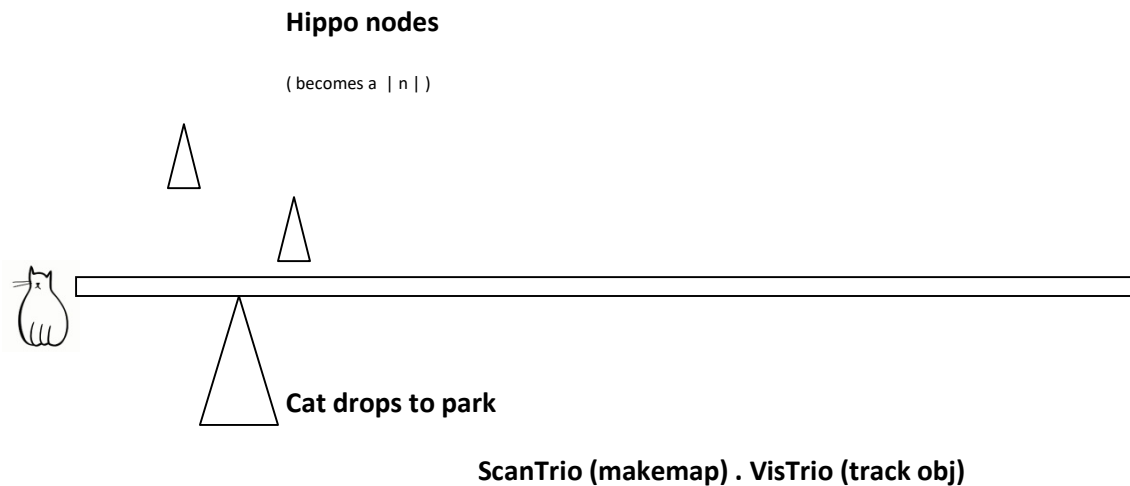 Hippo nodes
( becomes a | n | )
Cat drops to park
ScanTrio (makemap) . VisTrio (track obj)